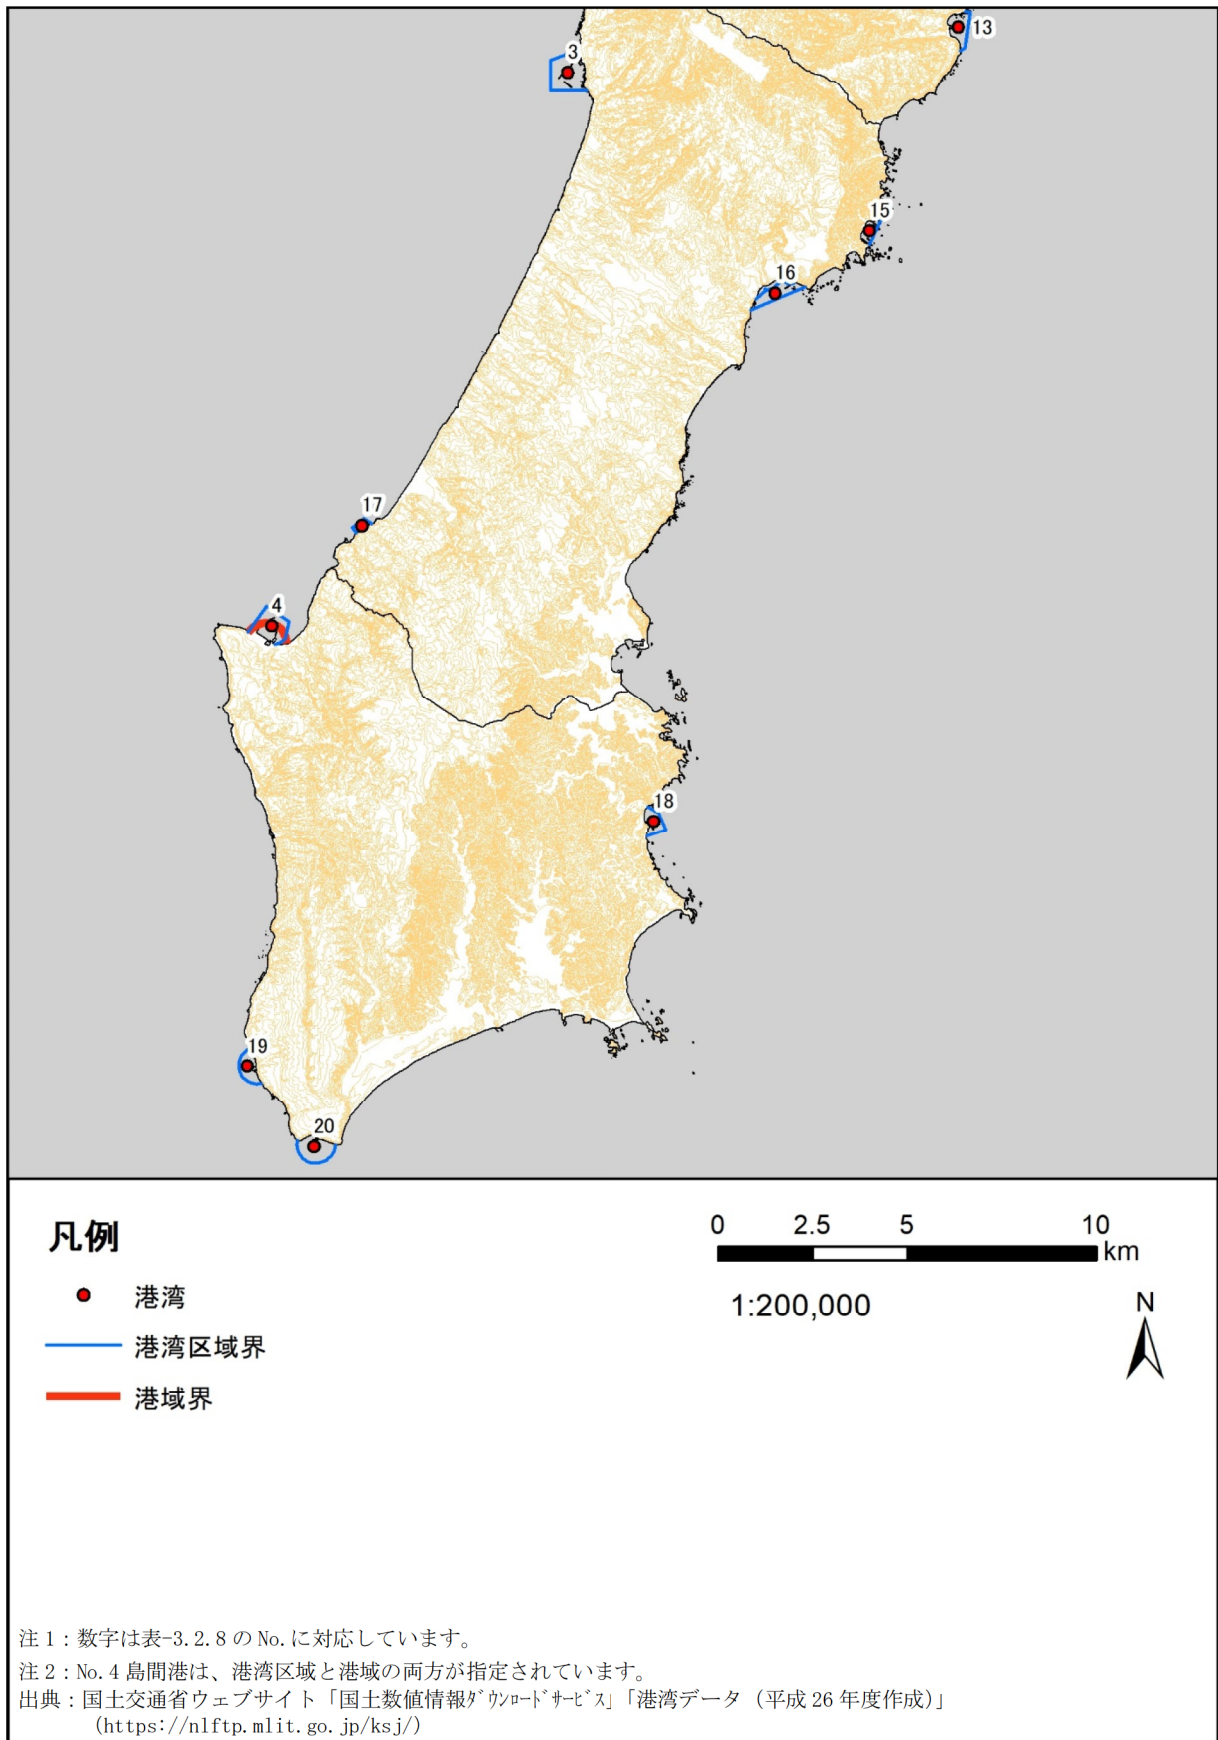 13
3
15
16
17
4
18
19
20
凡例
港湾
港湾区域界
港域界
0 2.5 5 10
km
1:200,000
N
注1：数字は表-3.2.8のNo.に対応しています。
注2：No.4島間港は、港湾区域と港域の両方が指定されています。
出典：国土交通省ウェブサイト「国土数値情報ﾀﾞｳﾝﾛｰﾄﾞｻｰﾋﾞｽ」「港湾データ（平成26年度作成）」
（https://nlftp.mlit.go.jp/ksj/）